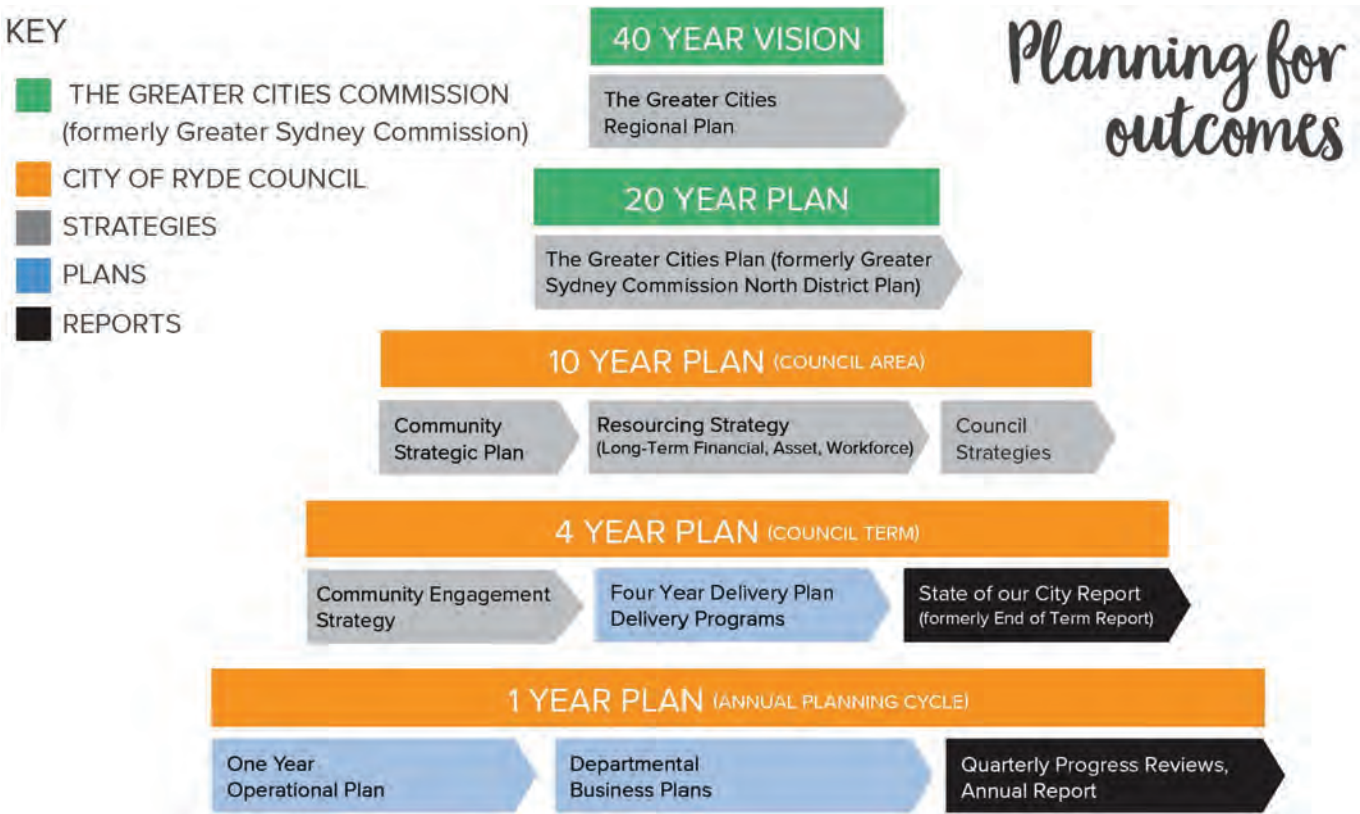 KEY
THE GREATER CITIES COMMISSION
(formerly Greater Sydney Commission)
CITY OF RYDE COUNCIL
STRATEGIES
PLANS
REPORTS
Planning for
outcomes
40 YEAR VISION
The Greater Cities
Regional Plan
20 YEAR PLAN
The Greater Cities Plan (formerly Greater
Sydney Commission North District Plan)
10 YEAR PLAN (COUNCIL AREA)
Community
Strategic Plan
Resourcing Strategy
(Long-Term Financial, Asset, Workforce)
Council
Strategies
4 YEAR PLAN (COUNCIL TERM)
Community Engagement
Strategy
Four Year Delivery Plan
Delivery Programs
State of our City Report
(formerly End of Term Report)
1 YEAR PLAN (ANNUAL PLANNING CYCLE)
One Year
Operational Plan
Departmental
Business Plans
Quarterly Progress Reviews,
Annual Report